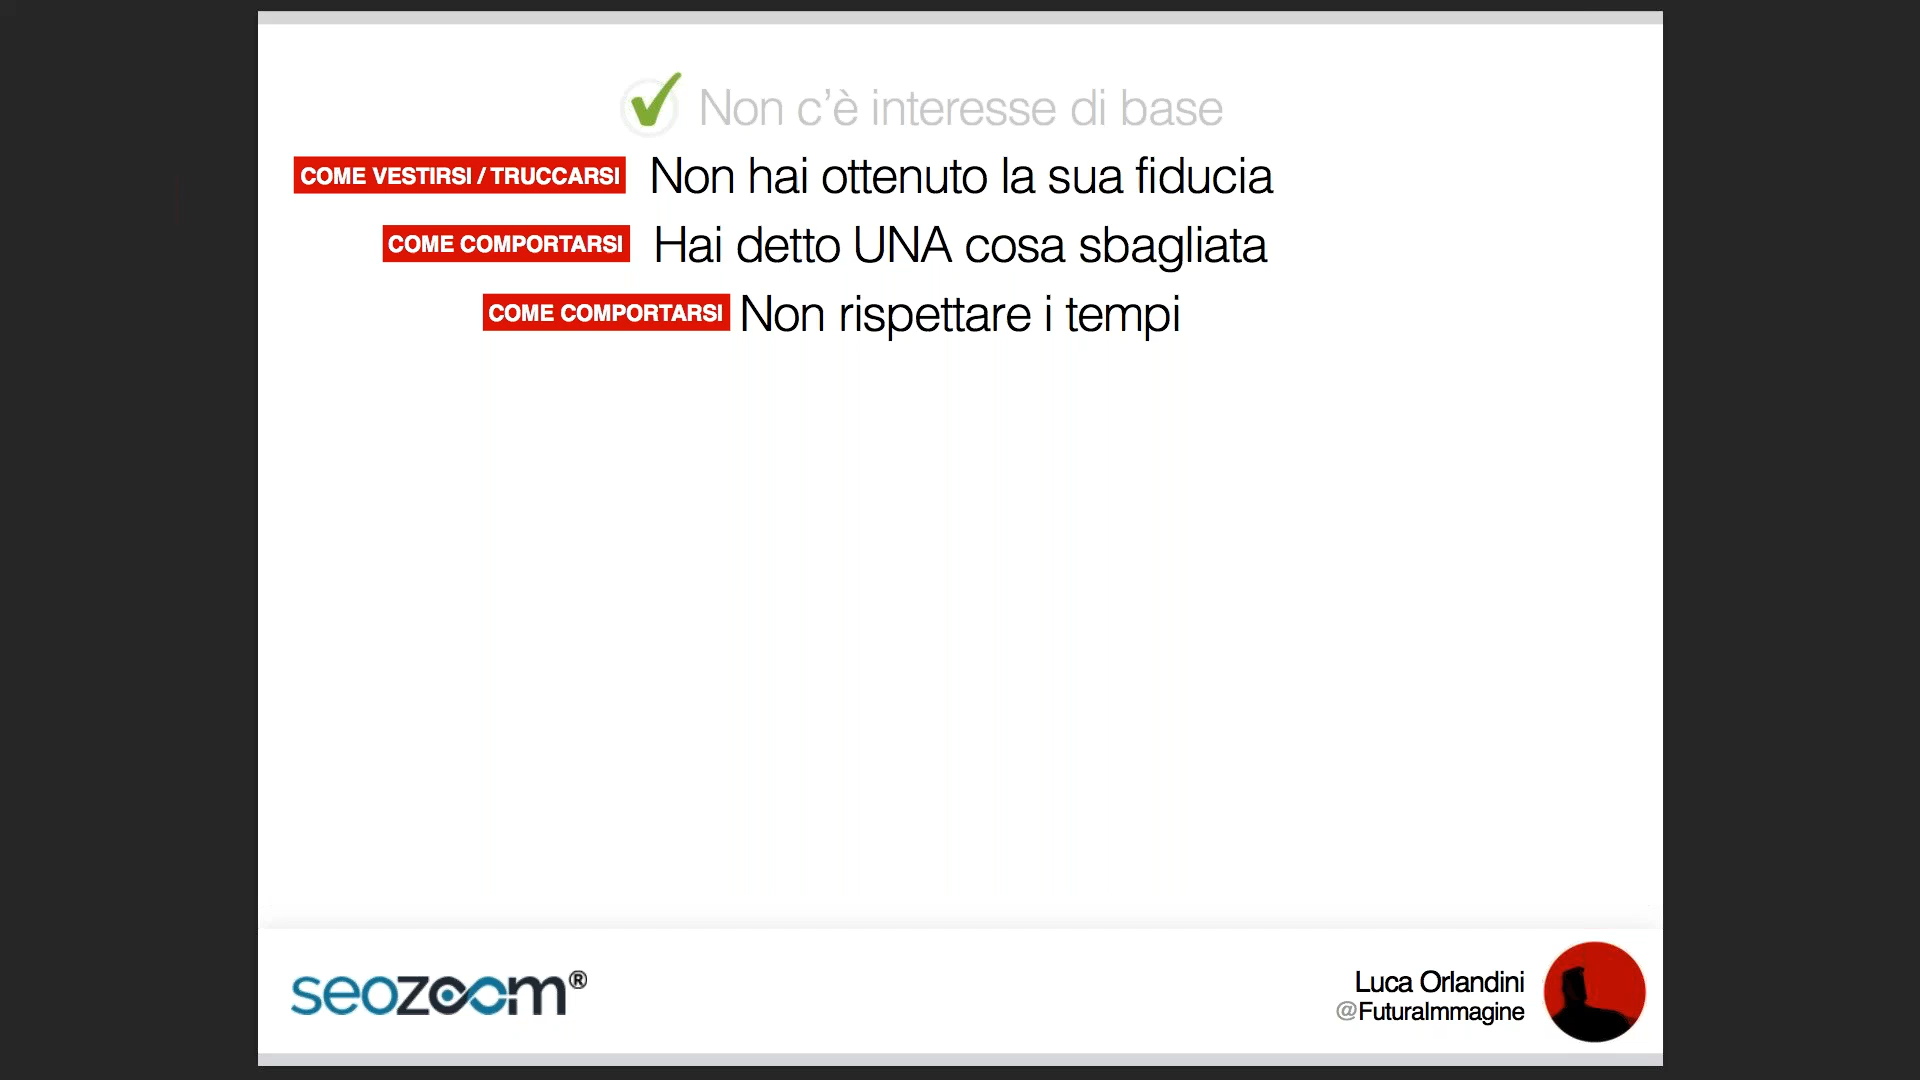 Non c’è interesse di base
COME VESTIRSI / TRUCCARSI Non hai ottenuto la sua fiducia
COME COMPORTARSI Hai detto UNA cosa sbagliata
COME COMPORTARSI Non rispettare i tempi
seozoom®
Luca Orlandini
@FuturaImmagine